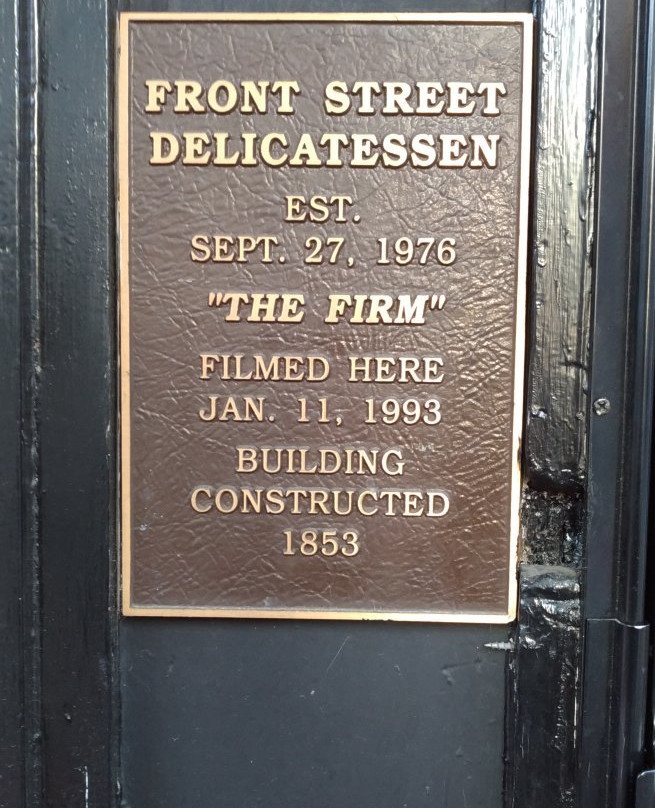 FRONT STREET
DELICATESSEN
EST.
SEPT. 27, 1976
"THE FIRM"
FILMED HERE
JAN. 11, 1993
BUILDING
CONSTRUCTED
1853